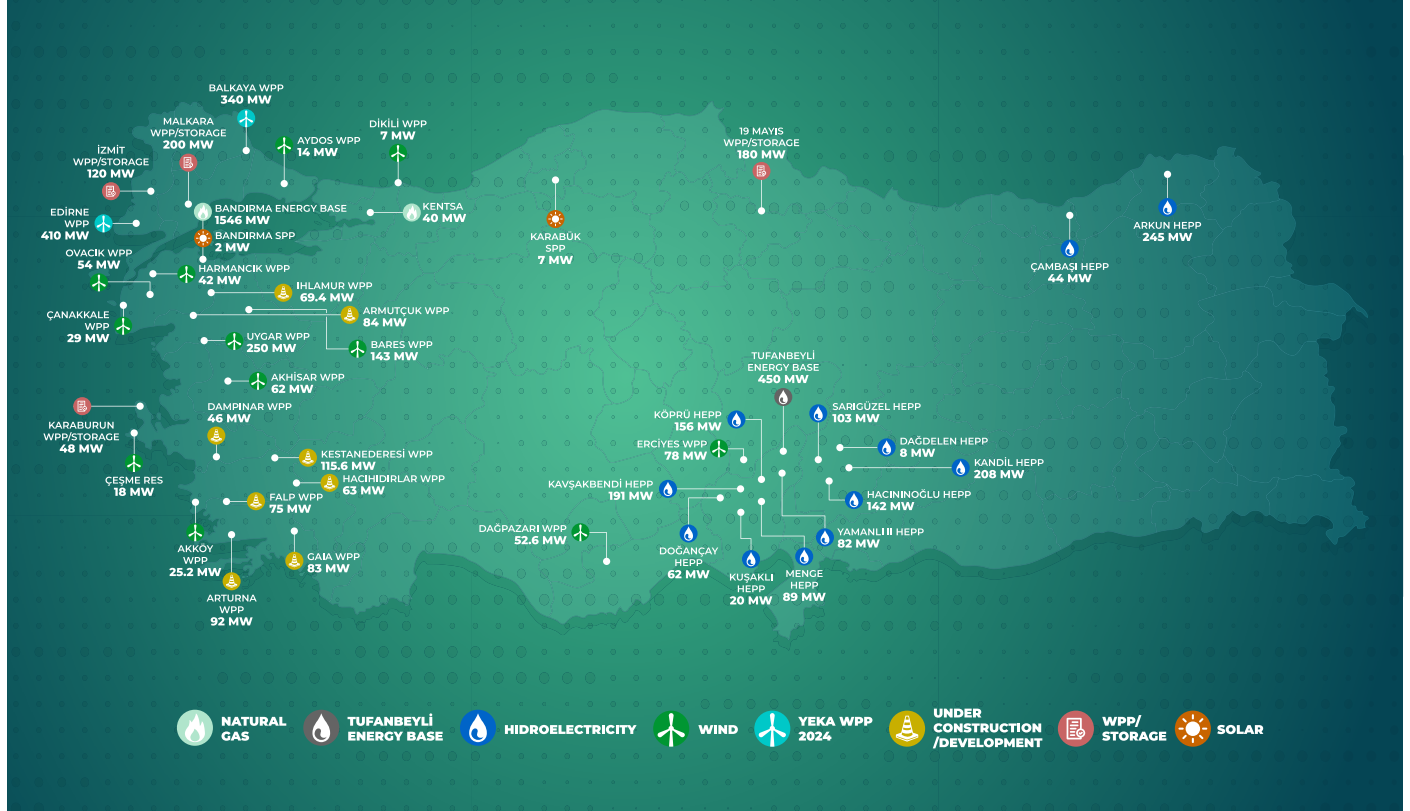 BALKAYA WPP
340 MW
MALKARA
WPP/STORAGE
200 MW
AYDOS WPP
14 MW
DİKİLİ WPP
7 MW
19 MAYIS
WPP/STORAGE
180 MW
İZMİT
WPP/STORAGE
120 MW
EDİRNE
WPP
410 MW
BANDIRMA ENERGY BASE
1546 MW
BANDIRMA SPP
2 MW
KENTSA
40 MW
KARABÜK
SPP
7 MW
ARKUN HEPP
245 MW
ÇAMBAŞI HEPP
44 MW
OVACIK WPP
54 MW
HARMANCIK WPP
42 MW
IHLAMUR WPP
69.4 MW
ÇANAKKALE
WPP
29 MW
ARMUTÇUK WPP
84 MW
UYGAR WPP
250 MW
BARES WPP
143 MW
AKHİSAR WPP
62 MW
TUFANBEYLİ
ENERGY BASE
450 MW
KARABURUN
WPP/STORAGE
48 MW
DAMPINAR WPP
46 MW
KÖPRÜ HEPP
156 MW
SARIGÜZEL HEPP
103 MW
ERCİYES WPP
78 MW
DAĞDELEN HEPP
8 MW
KANDİL HEPP
208 MW
ÇEŞME RES
18 MW
KESTANEDERESİ WPP
115.6 MW
HACIHIDIRLAR WPP
63 MW
KAVŞAKBENDİ HEPP
191 MW
HACININOĞLU HEPP
142 MW
FALP WPP
75 MW
DAĞPAZARI WPP
52.6 MW
YAMANLI II HEPP
82 MW
AKKÖY
WPP
25.2 MW
GAIA WPP
83 MW
DOĞANÇAY
HEPP
62 MW
KUŞAKLI
HEPP
20 MW
MENGE
HEPP
89 MW
ARTURNA
WPP
92 MW
NATURAL
GAS
TUFANBEYLİ
ENERGY BASE
HIDROELECTRICITY
WIND
YEKA WPP
2024
UNDER
CONSTRUCTION
/DEVELOPMENT
WPP/
STORAGE
SOLAR